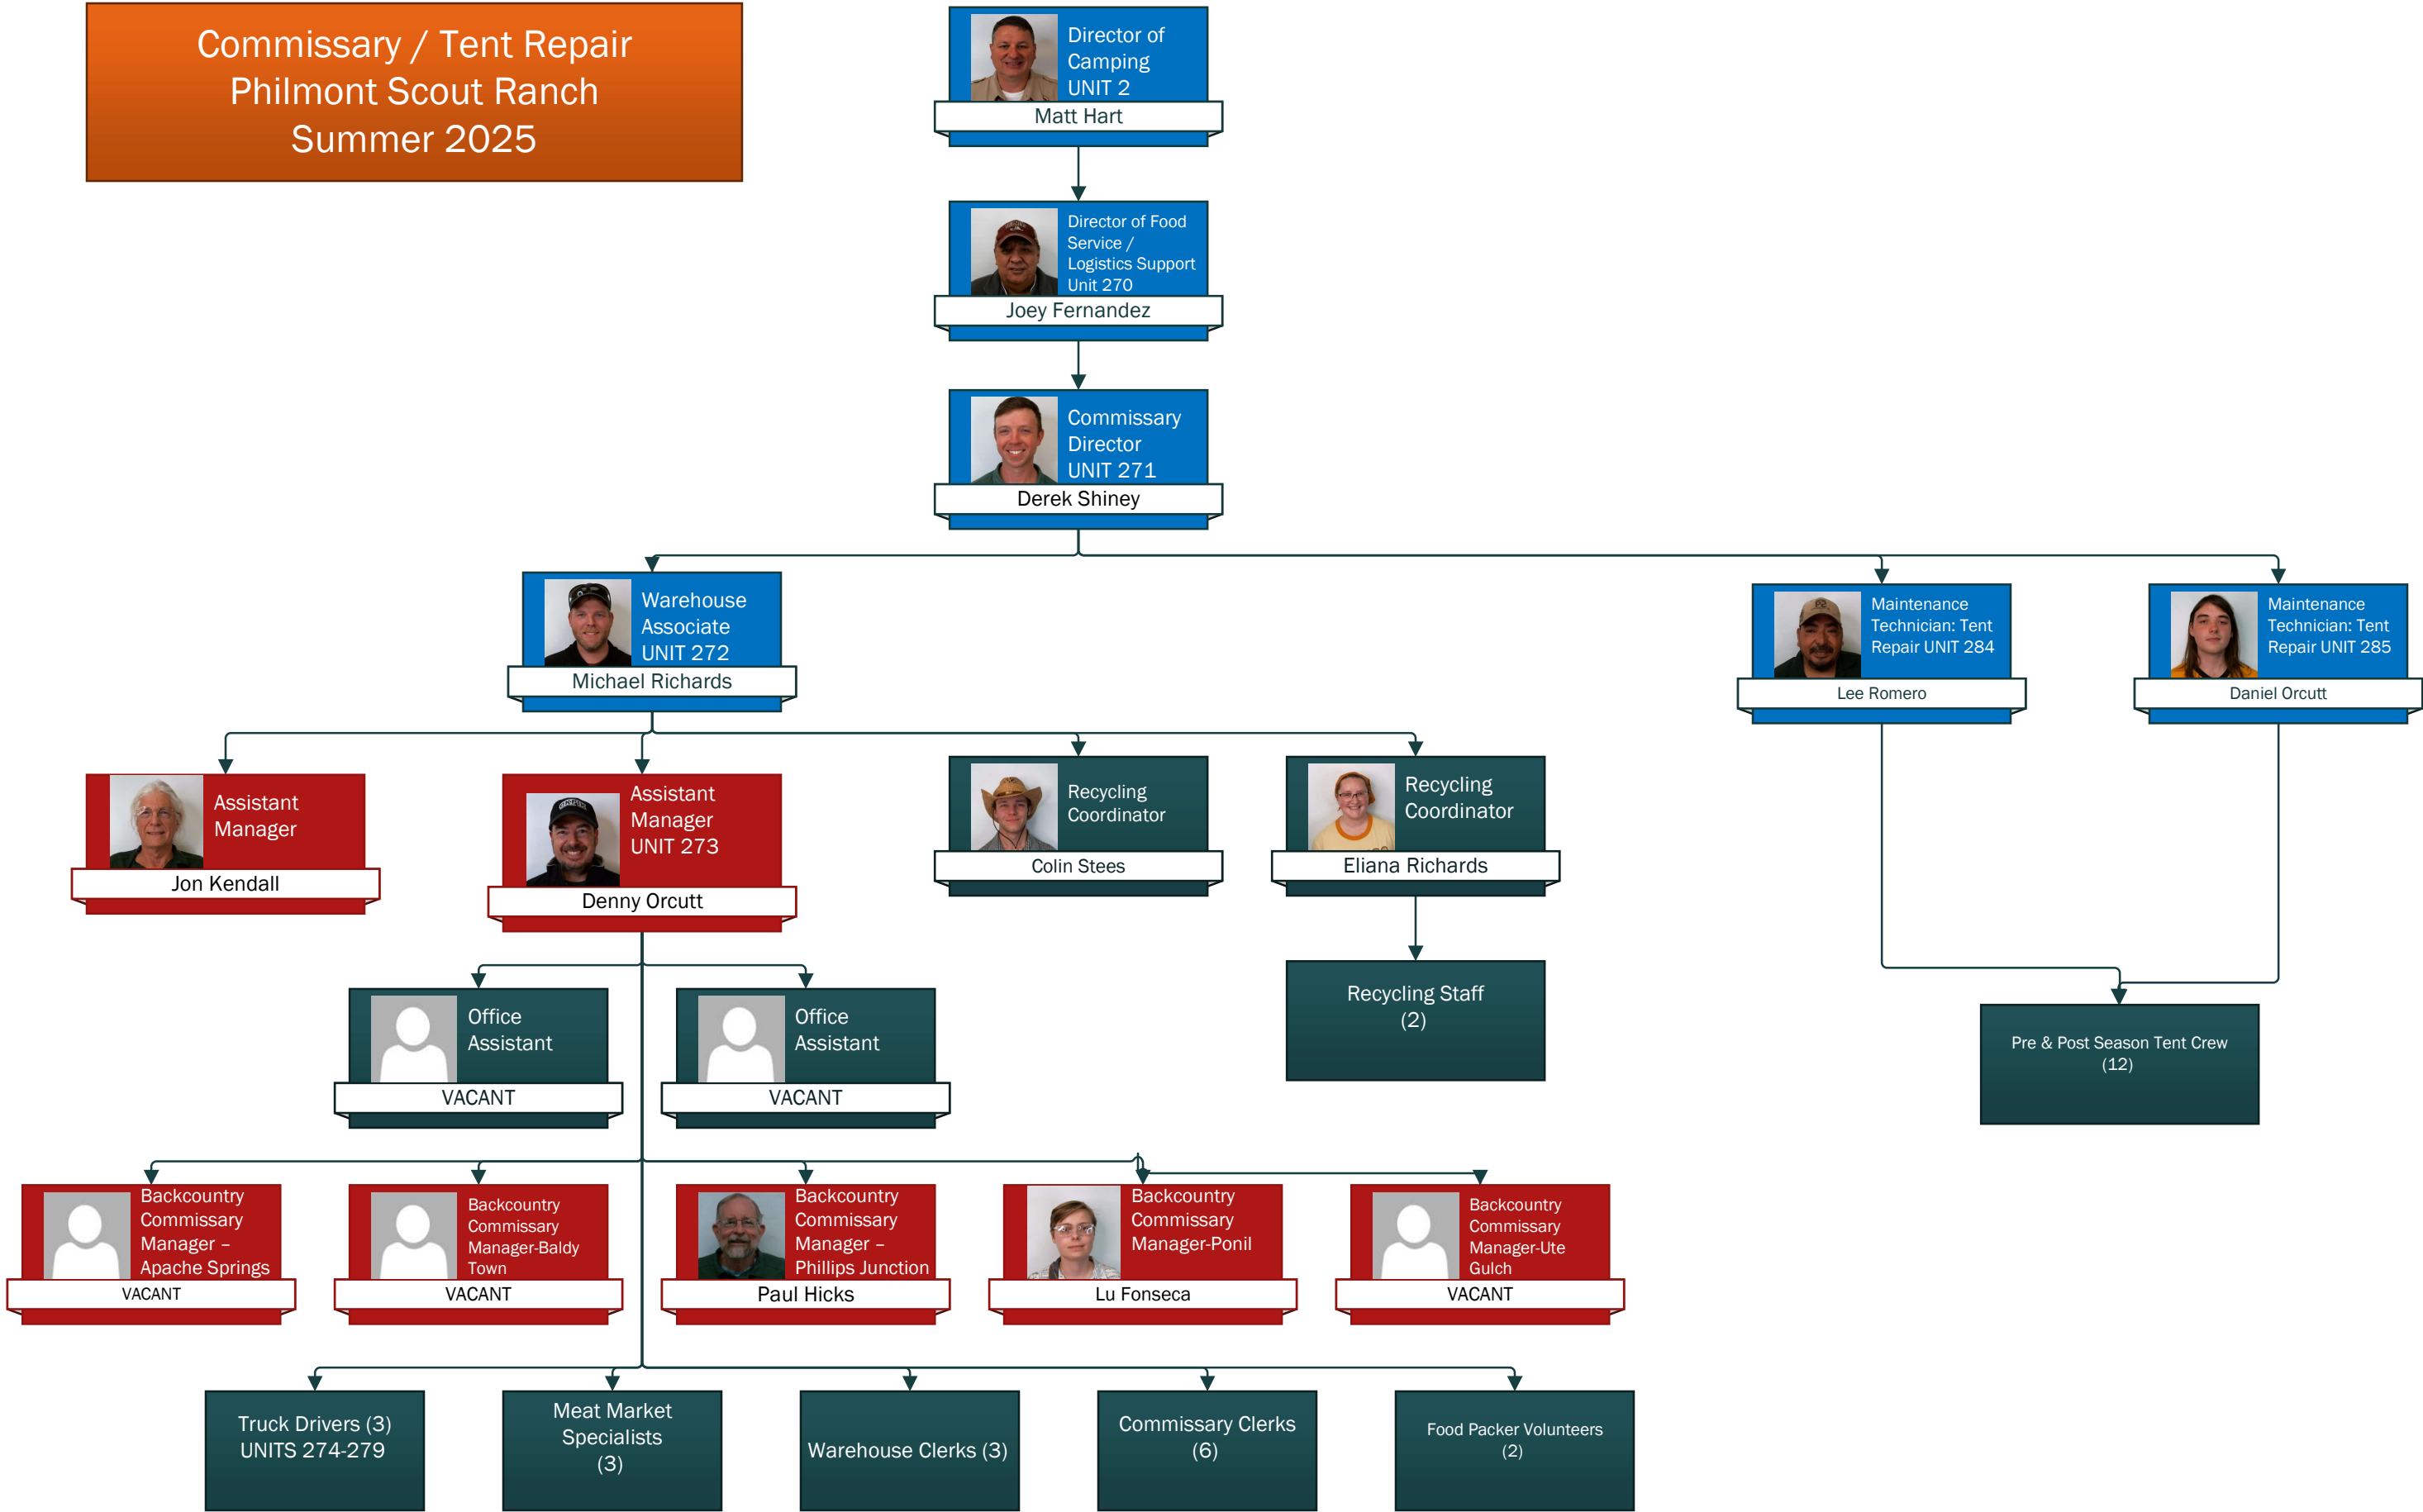 Commissary / Tent Repair
Philmont Scout Ranch
Summer 2025
Director of
Camping
UNIT 2
Matt Hart
Director of Food
Service /
Logistics Support
Unit 270
Joey Fernandez
Commissary
Director
UNIT 271
Derek Shiney
Warehouse
Associate
UNIT 272
Michael Richards
Maintenance
Technician: Tent
Repair UNIT 284
Lee Romero
Maintenance
Technician: Tent
Repair UNIT 285
Daniel Orcutt
Assistant
Manager
Jon Kendall
Assistant
Manager
UNIT 273
Denny Orcutt
Recycling
Coordinator
Colin Stees
Recycling
Coordinator
Eliana Richards
Office
Assistant
VACANT
Office
Assistant
VACANT
Recycling Staff
(2)
Pre & Post Season Tent Crew
(12)
Backcountry
Commissary
Manager –
Apache Springs
VACANT
Backcountry
Commissary
Manager-Baldy
Town
VACANT
Backcountry
Commissary
Manager –
Phillips Junction
Paul Hicks
Backcountry
Commissary
Manager-Ponil
Lu Fonseca
Backcountry
Commissary
Manager-Ute
Gulch
VACANT
Truck Drivers (3)
UNITS 274-279
Meat Market
Specialists
(3)
Warehouse Clerks (3)
Commissary Clerks
(6)
Food Packer Volunteers
(2)